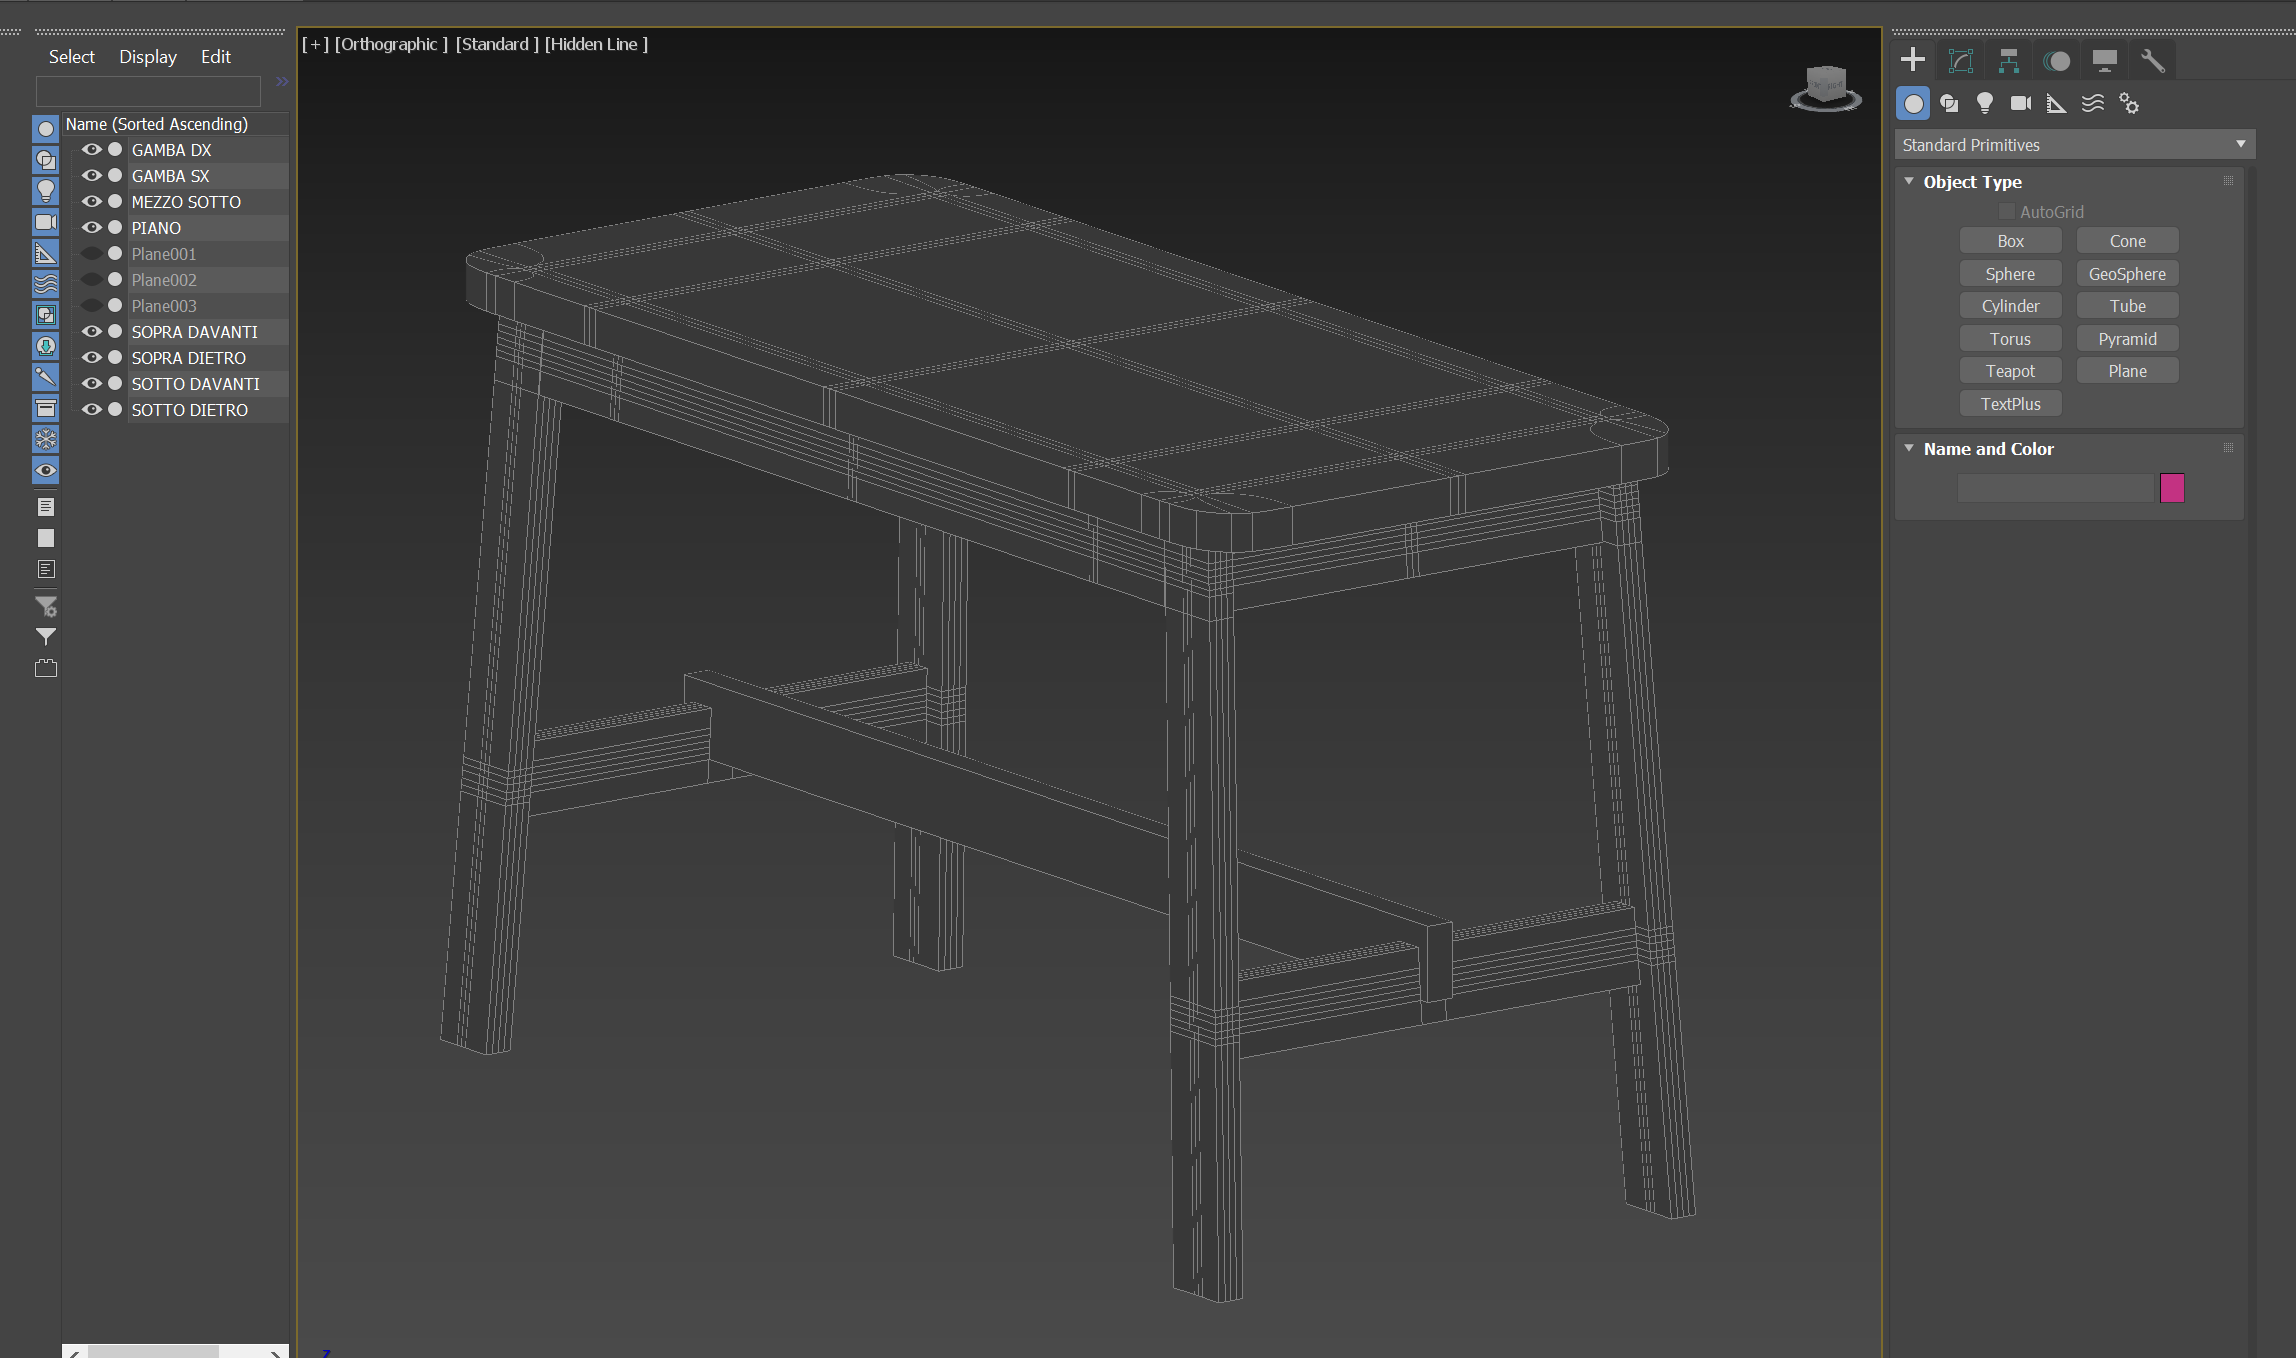 Select Display Edit
Name (Sorted Ascending)
GAMBA DX
GAMBA SX
MEZZO SOTTO
PIANO
Plane001
Plane002
Plane003
SOPRA DAVANTI
SOPRA DIETRO
SOTTO DAVANTI
SOTTO DIETRO
[+] [Orthographic ] [Standard ] [Hidden Line ]
z
Standard Primitives
Object Type
AutoGrid
Box Cone
Sphere GeoSphere
Cylinder Tube
Torus Pyramid
Teapot Plane
TextPlus
Name and Color